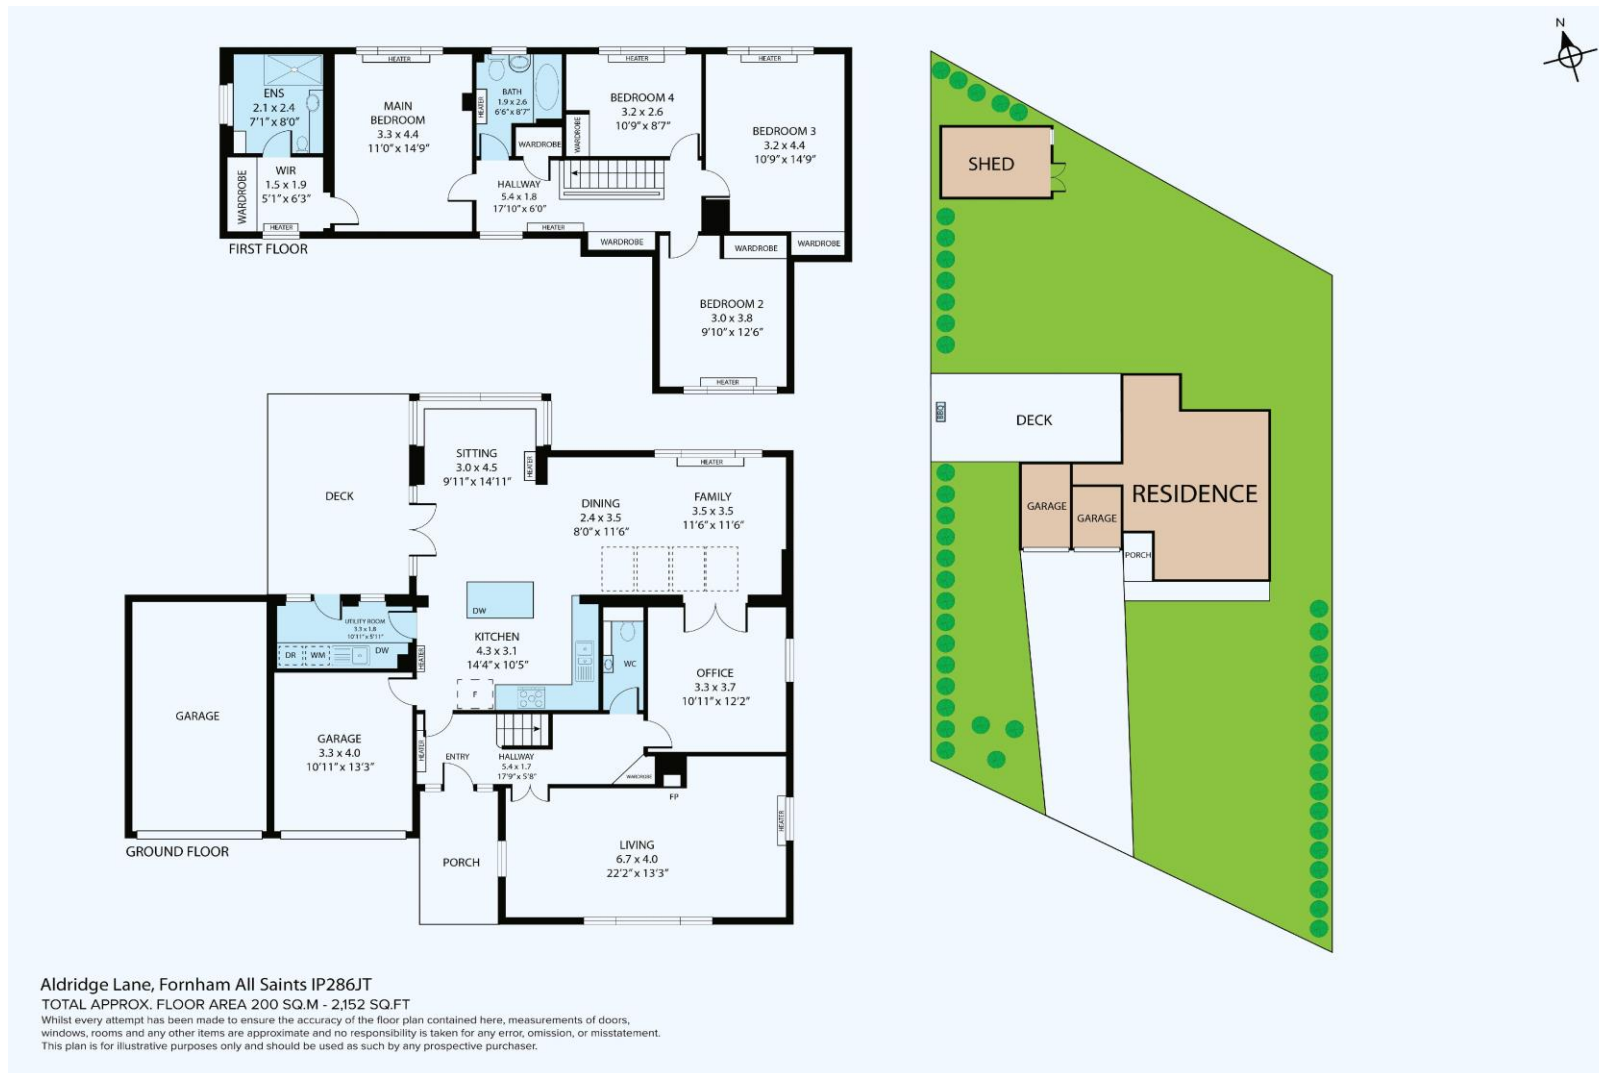 N
ENS
2.1 x 2.4
7'1" x 8'0"
HEATER
MAIN
BEDROOM
3.3 x 4.4
11'0" x 14'9"
HEATER
BATH
1.9 x 2.6
6'6" x 8'7"
WARDROBE
HEATER
BEDROOM 4
3.2 x 2.6
10'9" x 8'7"
WARDROBE
HEATER
BEDROOM 3
3.2 x 4.4
10'9" x 14'9"
WARDROBE
WIR
1.5 x 1.9
5'1" x 6'3"
WARDROBE
HEATER
HALLWAY
5.4 x 1.8
17'10" x 6'0"
HEATER
WARDROBE
WARDROBE
FIRST FLOOR
BEDROOM 2
3.0 x 3.8
9'10" x 12'6"
HEATER
SITTING
3.0 x 4.5
9'11" x 14'11"
HEATER
HEATER
DECK
DINING
2.4 x 3.5
8'0" x 11'6"
FAMILY
3.5 x 3.5
11'6" x 11'6"
UTILITY ROOM
3.3 x 1.8
10'11" x 5'11"
DR
WM
DW
DW
KITCHEN
4.3 x 3.1
14'4" x 10'5"
HEATER
F
WC
OFFICE
3.3 x 3.7
10'11" x 12'2"
GARAGE
GARAGE
3.3 x 4.0
10'11" x 13'3"
HEATER
ENTRY
HALLWAY
5.4 x 1.7
17'9" x 5'8"
WARDROBE
FP
HEATER
LIVING
6.7 x 4.0
22'2" x 13'3"
PORCH
GROUND FLOOR
SHED
BBQ
DECK
RESIDENCE
GARAGE
GARAGE
PORCH
Aldridge Lane, Fornham All Saints IP286JT
TOTAL APPROX. FLOOR AREA 200 SQ.M - 2,152 SQ.FT
Whilst every attempt has been made to ensure the accuracy of the floor plan contained here, measurements of doors,
windows, rooms and any other items are approximate and no responsibility is taken for any error, omission, or misstatement.
This plan is for illustrative purposes only and should be used as such by any prospective purchaser.